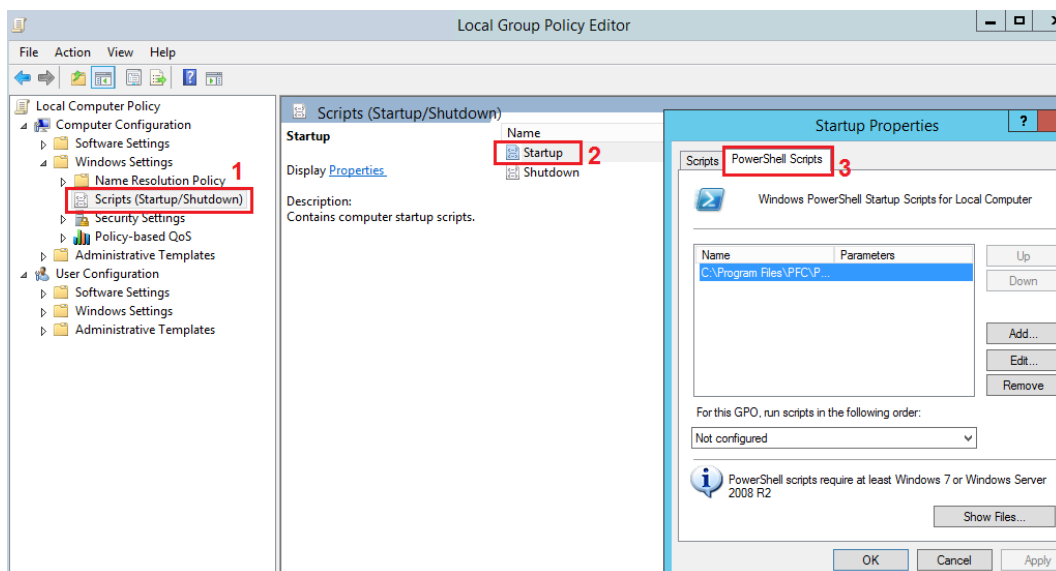 Local Group Policy Editor
File Action View Help
Local Computer Policy
Computer Configuration
Software Settings
Windows Settings
Name Resolution Policy
1
Scripts (Startup/Shutdown)
Security Settings
Policy-based QoS
Administrative Templates
User Configuration
Software Settings
Windows Settings
Administrative Templates
Scripts (Startup/Shutdown)
Startup
Display Properties
Description:
Contains computer startup scripts.
Name
Startup 2
Shutdown
Startup Properties ?
Scripts PowerShell Scripts 3
Windows PowerShell Startup Scripts for Local Computer
Name Parameters
C:\Program Files\PFC\P...
Up
Down
Add...
Edit...
Remove
For this GPO, run scripts in the following order:
Not configured
PowerShell scripts require at least Windows 7 or Windows Server
2008 R2
Show Files...
OK Cancel Apply